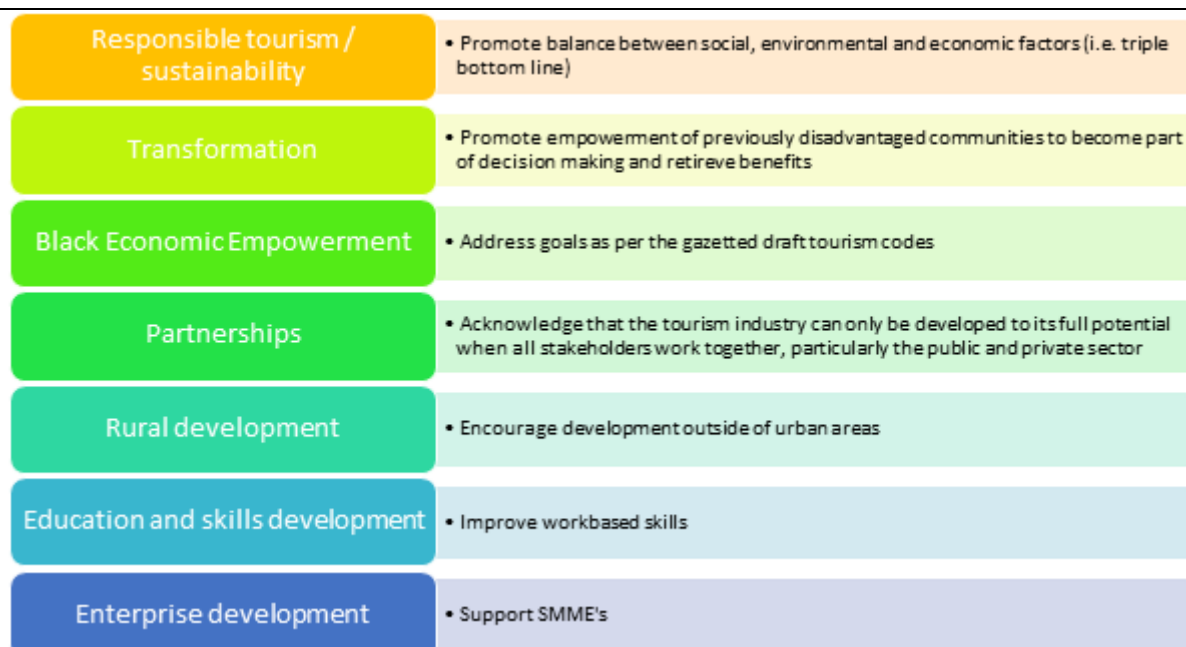 Responsible tourism /
sustainability
• Promote balance between social, environmental and economic factors (i.e. triple
bottom line)
Transformation
• Promote empowerment of previously disadvantaged communities to become part
of decision making and retireve benefits
Black Economic Empowerment
• Address goals as per the gazetted draft tourism codes
Partnerships
• Acknowledge that the tourism industry can only be developed to its full potential
when all stakeholders work together, particularly the public and private sector
Rural development
• Encourage development outside of urban areas
Education and skills development
• Improve workbased skills
Enterprise development
• Support SMME's